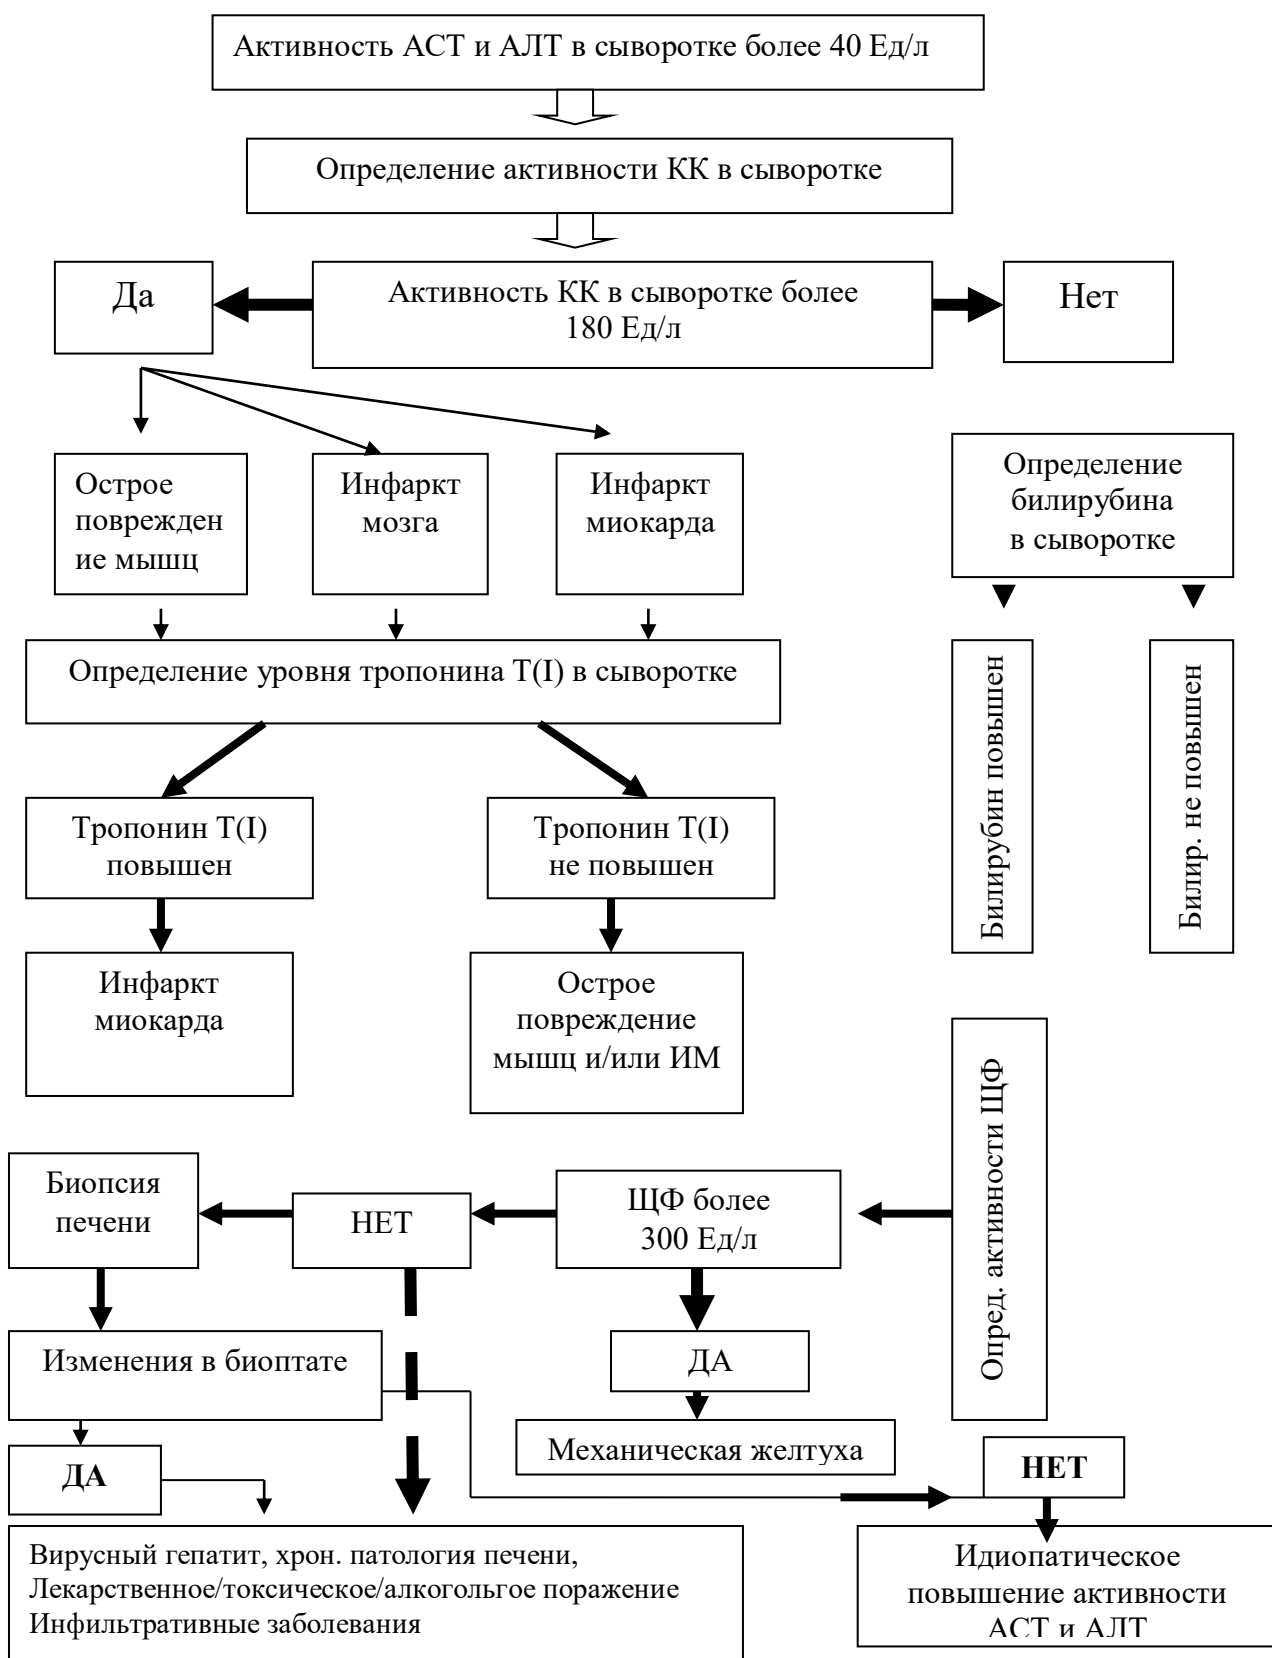 Активность АСТ и АЛТ в сыворотке более 40 Ед/л
Определение активности КК в сыворотке
Да
Активность КК в сыворотке более
180 Ед/л
Нет
Острое
поврежден
ие мышц
Инфаркт
мозга
Инфаркт
миокарда
Определение
билирубина
в сыворотке
Определение уровня тропонина Т(I) в сыворотке
Билирубин повышен
Билир. не повышен
Тропонин Т(I)
повышен
Тропонин Т(I)
не повышен
Инфаркт
миокарда
Острое
повреждение
мышц и/или ИМ
Опред. активности ЩФ
Биопсия
печени
НЕТ
ЩФ более
300 Ед/л
Изменения в биоптате
ДА
Механическая желтуха
ДА
НЕТ
Вирусный гепатит, хрон. патология печени,
Лекарственное/токсическое/алкогольгое поражение
Инфильтративные заболевания
Идиопатическое
повышение активности
АСТ и АЛТ